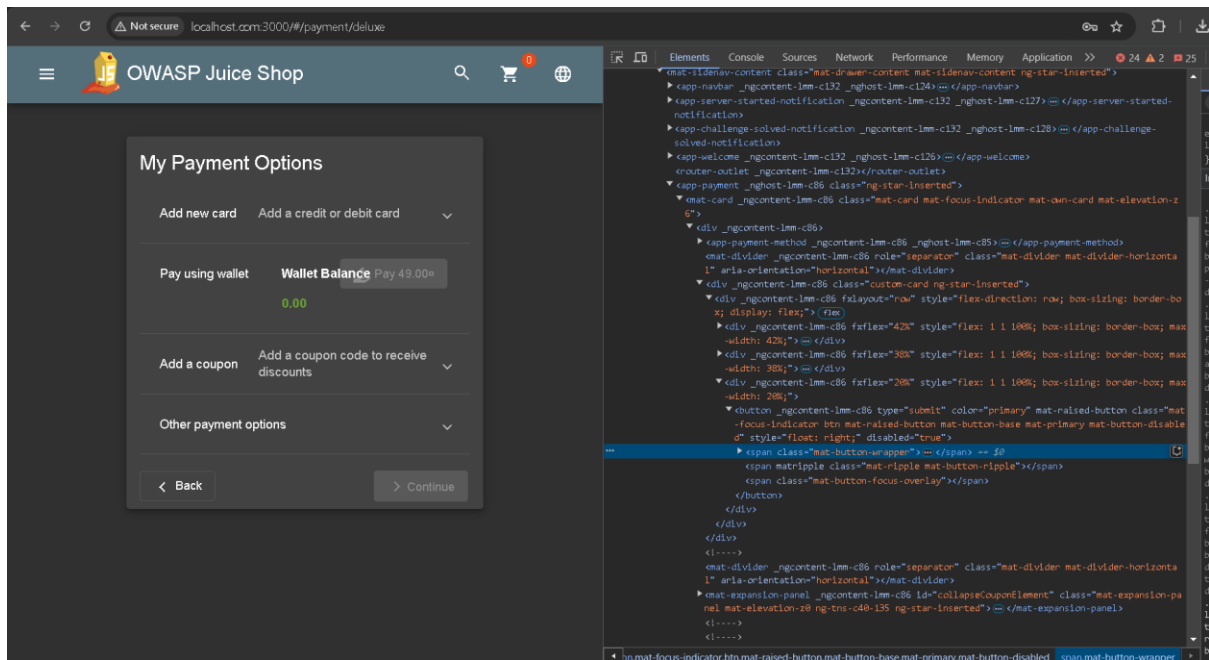 Not secure localhost.com:3000/#/payment/deluxe
OWASP Juice Shop
0
My Payment Options
Add new card Add a credit or debit card
Pay using wallet Wallet Balance Pay 49.00¤
0.00
Add a coupon Add a coupon code to receive
discounts
Other payment options
Back Continue
Elements Console Sources Network Performance Memory Application 24 2 25
<mat-sidenav-content class="mat-drawer-content mat-sidenav-content ng-star-inserted">
<app-navbar _ngcontent-lmm-c132 _nghost-lmm-c124>…</app-navbar>
<app-server-started-notification _ngcontent-lmm-c132 _nghost-lmm-c127>…</app-server-started-
notification>
<app-challenge-solved-notification _ngcontent-lmm-c132 _nghost-lmm-c128>…</app-challenge-
solved-notification>
<app-welcome _ngcontent-lmm-c132 _nghost-lmm-c126>…</app-welcome>
<router-outlet _ngcontent-lmm-c132></router-outlet>
<app-payment _nghost-lmm-c86 class="ng-star-inserted">
<mat-card _ngcontent-lmm-c86 class="mat-card mat-focus-indicator mat-own-card mat-elevation-z
6">
<div _ngcontent-lmm-c86>
<app-payment-method _ngcontent-lmm-c86 _nghost-lmm-c85>…</app-payment-method>
<mat-divider _ngcontent-lmm-c86 role="separator" class="mat-divider mat-divider-horizonta
l" aria-orientation="horizontal"></mat-divider>
<div _ngcontent-lmm-c86 class="custom-card ng-star-inserted">
<div _ngcontent-lmm-c86 fxlayout="row" style="flex-direction: row; box-sizing: border-bo
x; display: flex;"> flex
<div _ngcontent-lmm-c86 fxflex="42%" style="flex: 1 1 100%; box-sizing: border-box; max
-width: 42%;">…</div>
<div _ngcontent-lmm-c86 fxflex="38%" style="flex: 1 1 100%; box-sizing: border-box; max
-width: 38%;">…</div>
<div _ngcontent-lmm-c86 fxflex="20%" style="flex: 1 1 100%; box-sizing: border-box; max
-width: 20%;">
<button _ngcontent-lmm-c86 type="submit" color="primary" mat-raised-button class="mat
-focus-indicator btn mat-raised-button mat-button-base mat-primary mat-button-disable
d" style="float: right;" disabled="true">
<span class="mat-button-wrapper">…</span> == $0
<span matripple class="mat-ripple mat-button-ripple"></span>
<span class="mat-button-focus-overlay"></span>
</button>
</div>
</div>
</div>
<!---->
<mat-divider _ngcontent-lmm-c86 role="separator" class="mat-divider mat-divider-horizonta
l" aria-orientation="horizontal"></mat-divider>
<mat-expansion-panel _ngcontent-lmm-c86 id="collapseCouponElement" class="mat-expansion-pa
nel mat-elevation-z0 ng-tns-c40-135 ng-star-inserted">…</mat-expansion-panel>
<!---->
<!---->
on.mat-focus-indicator.btn.mat-raised-button.mat-button-base.mat-primary.mat-button-disabled span.mat-button-wrapper